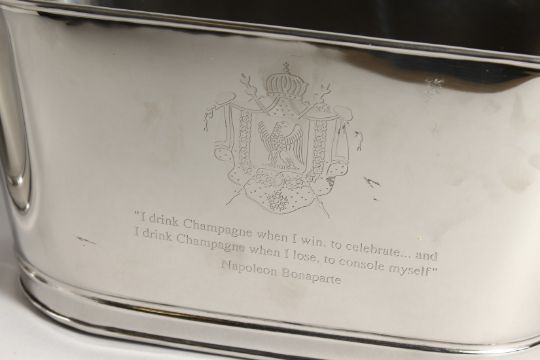 "I drink Champagne when I win, to celebrate... and
I drink Champagne when I lose, to console myself"
Napoleon Bonaparte